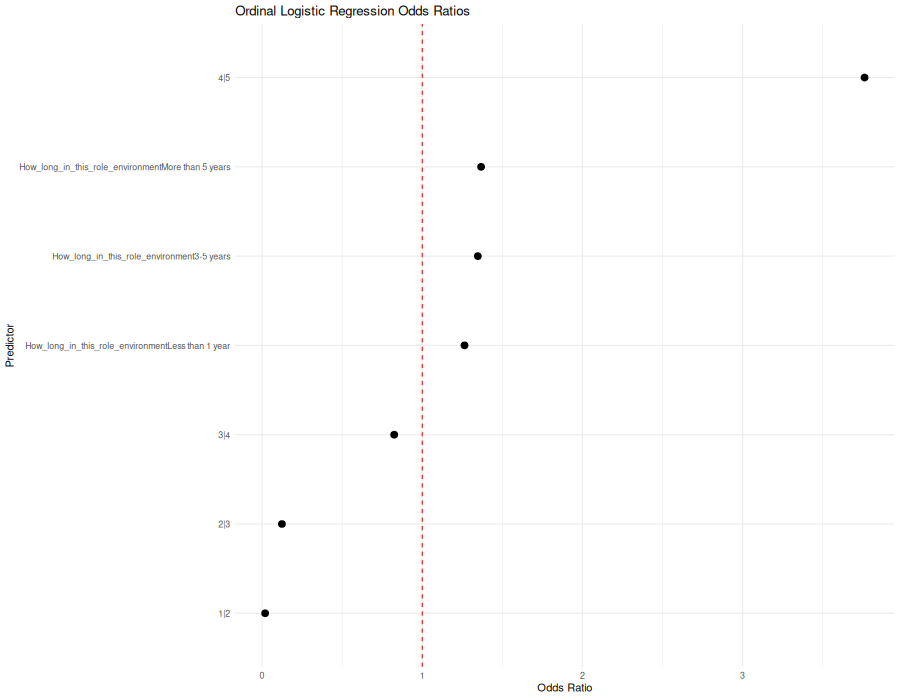 Ordinal Logistic Regression Odds Ratios
4|5
How_long_in_this_role_environmentMore than 5 years
How_long_in_this_role_environment3-5 years
How_long_in_this_role_environmentLess than 1 year
3|4
2|3
1|2
Predictor
0 1 2 3
Odds Ratio